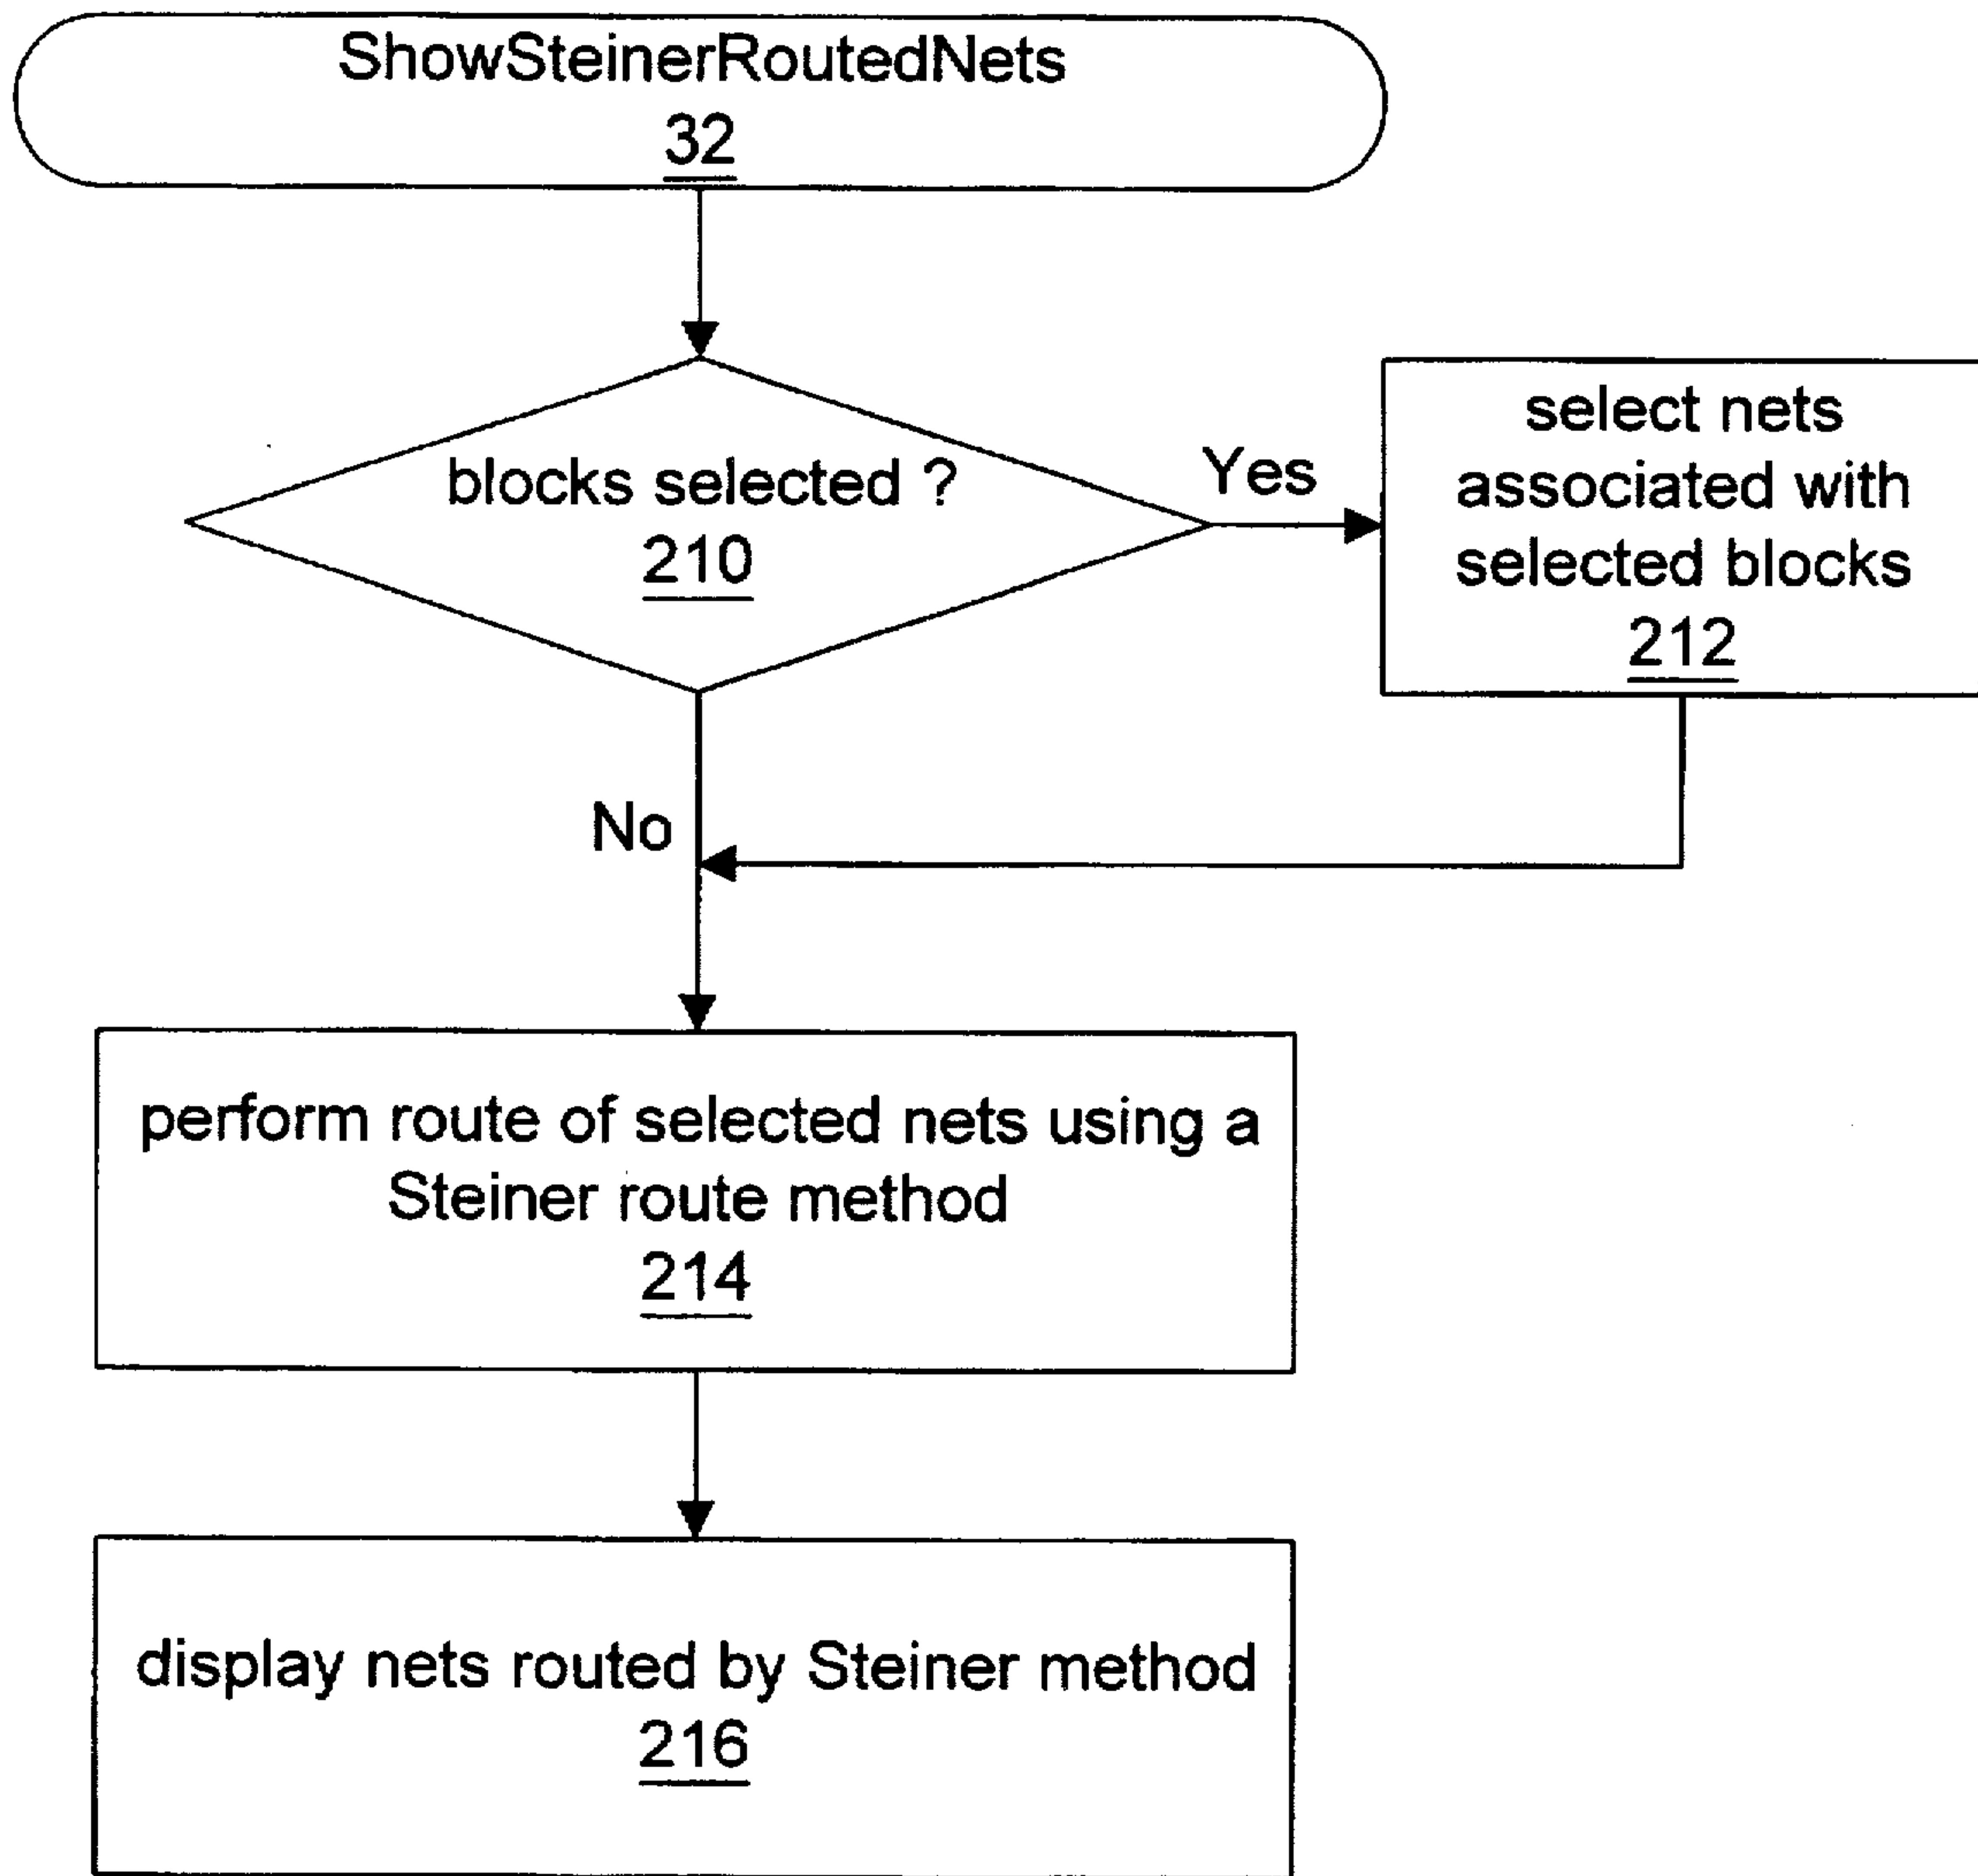 ShowSteinerRoutedNets
32
blocks selected ?
210
Yes
select nets
associated with
selected blocks
212
No
perform route of selected nets using a
Steiner route method
214
display nets routed by Steiner method
216